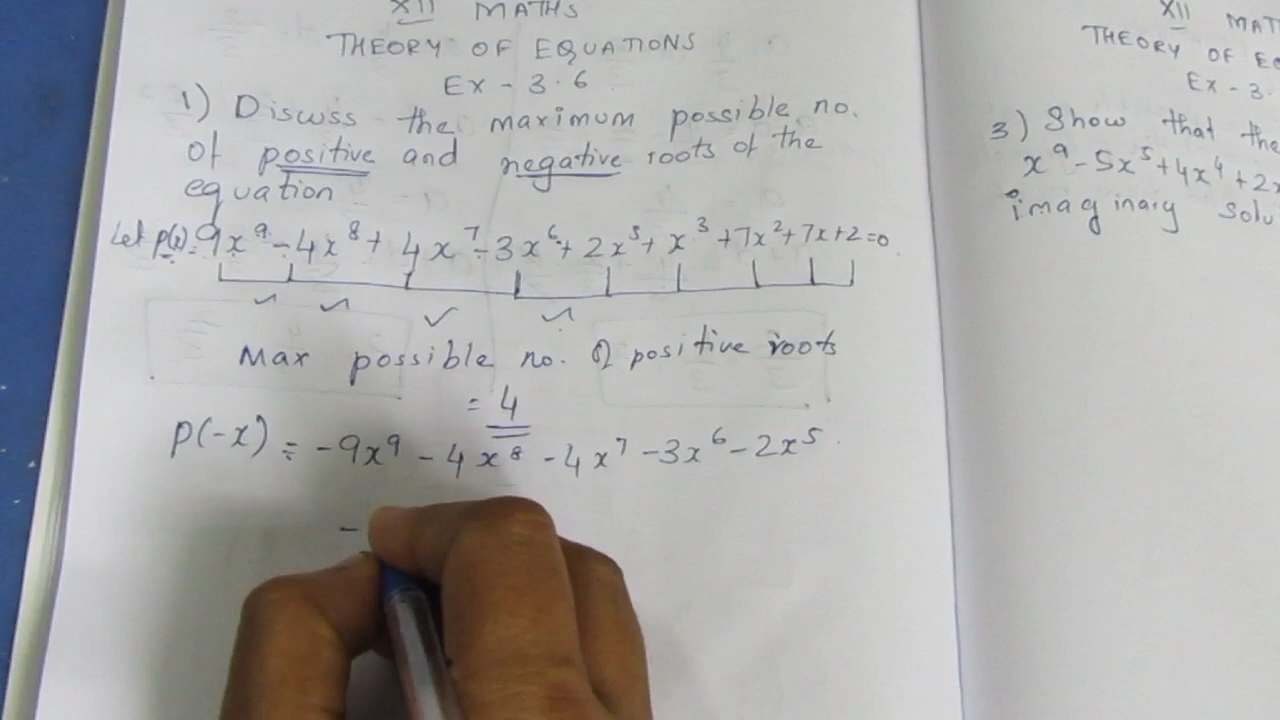 XII MATHS
THEORY OF EQUATIONS
Ex - 3.6
1) Discuss the maximum possible no.
of positive and negative roots of the
equation
Let p(x) = 9x⁹ - 4x⁸ + 4x⁷ - 3x⁶ + 2x⁵ + x³ + 7x² + 7x + 2 = 0
Max possible no. of positive roots
= 4
P(-x) = -9x⁹ - 4x⁸ - 4x⁷ - 3x⁶ - 2x⁵
-
XII MAT
THEORY OF EQ
Ex - 3.
3) Show that the
x⁹ - 5x⁵ + 4x⁴ + 2x
imaginary solu